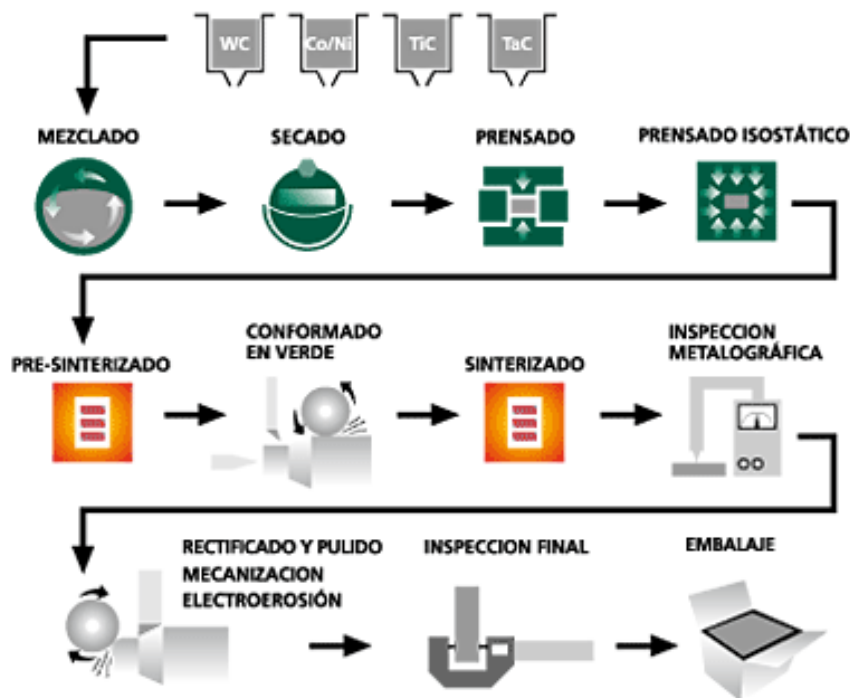 WC Co/Ni TiC TaC
MEZCLADO
SECADO
PRENSADO
PRENSADO ISOSTÁTICO
PRE-SINTERIZADO
CONFORMADO
EN VERDE
SINTERIZADO
INSPECCION
METALOGRÁFICA
RECTIFICADO Y PULIDO
MECANIZACION
ELECTROEROSIÓN
INSPECCION FINAL
EMBALAJE